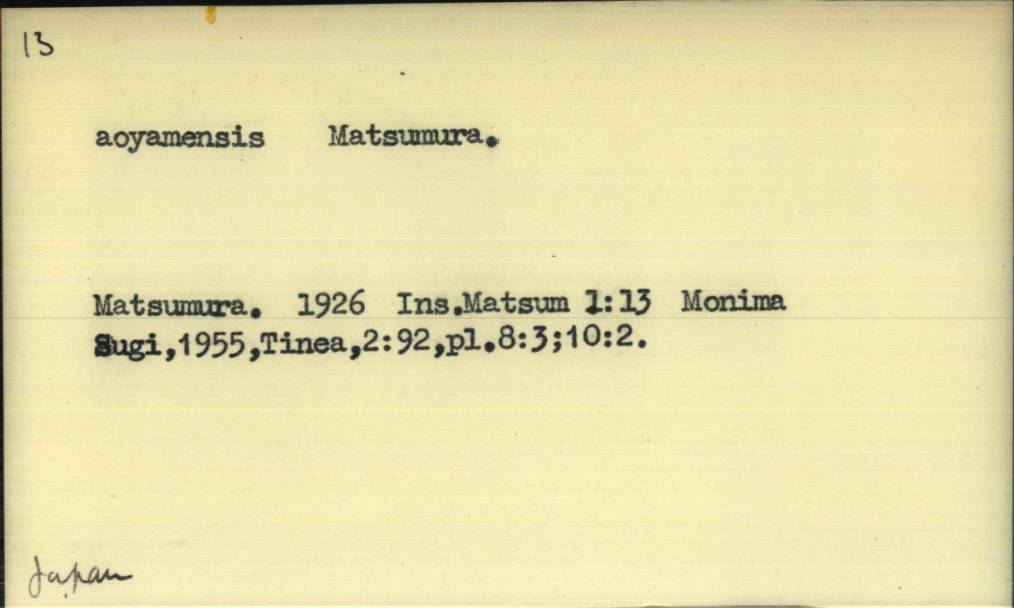 13
aoyamensis Matsumura.
Matsumura. 1926 Ins.Matsum 1:13 Monima
Sugi,1955,Tinea,2:92,pl.8:3;10:2.
Japan